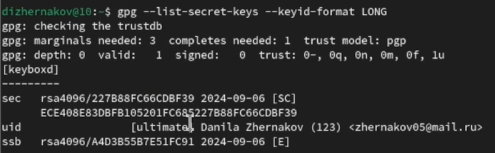 dizhernakov@10:~$ gpg --list-secret-keys --keyid-format LONG
gpg: checking the trustdb
gpg: marginals needed: 3  completes needed: 1  trust model: pgp
gpg: depth: 0  valid:   1  signed:   0  trust: 0-, 0q, 0n, 0m, 0f, 1u
[keyboxd]
---------
sec   rsa4096/227B88FC66CDBF39 2024-09-06 [SC]
      ECE408E83DBFB105201FC685227B88FC66CDBF39
uid                 [ultimate] Danila Zhernakov (123) <zhernakov05@mail.ru>
ssb   rsa4096/A4D3B55B7E51FC91 2024-09-06 [E]